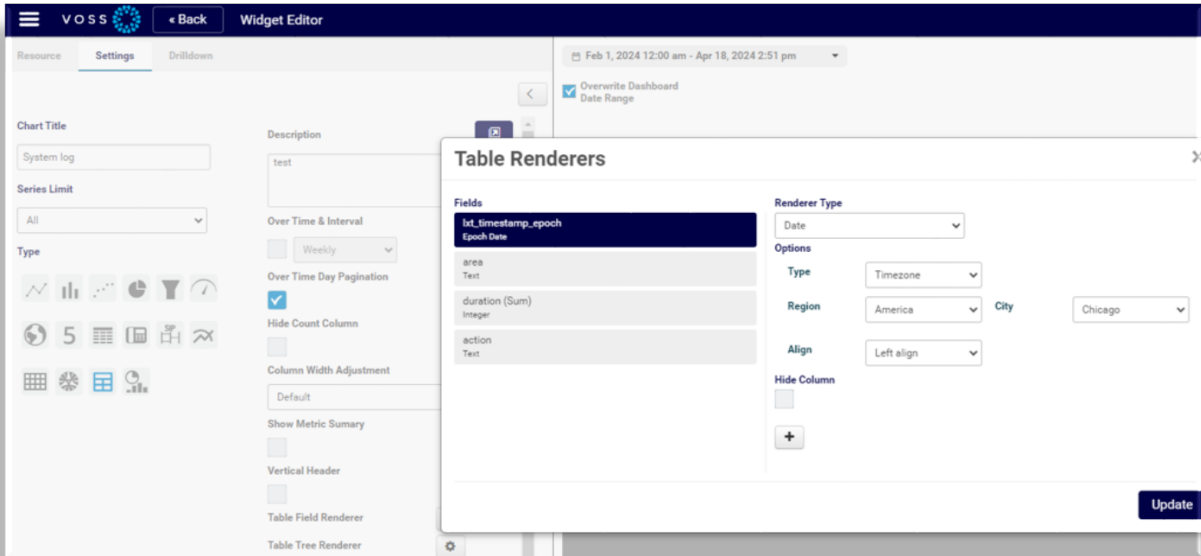 VOSS
« Back
Widget Editor
Resource
Settings
Drilldown
Feb 1, 2024 12:00 am - Apr 18, 2024 2:51 pm
Overwrite Dashboard
Date Range
Chart Title
System log
Series Limit
All
Type
5
Description
test
Over Time & Interval
Weekly
Over Time Day Pagination
Hide Count Column
Column Width Adjustment
Default
Show Metric Sumary
Vertical Header
Table Field Renderer
Table Tree Renderer
Table Renderers
Fields
lxt_timestamp_epoch
Epoch Date
area
Text
duration (Sum)
Integer
action
Text
Renderer Type
Date
Options
Type
Timezone
Region
America
City
Chicago
Align
Left align
Hide Column
+
Update